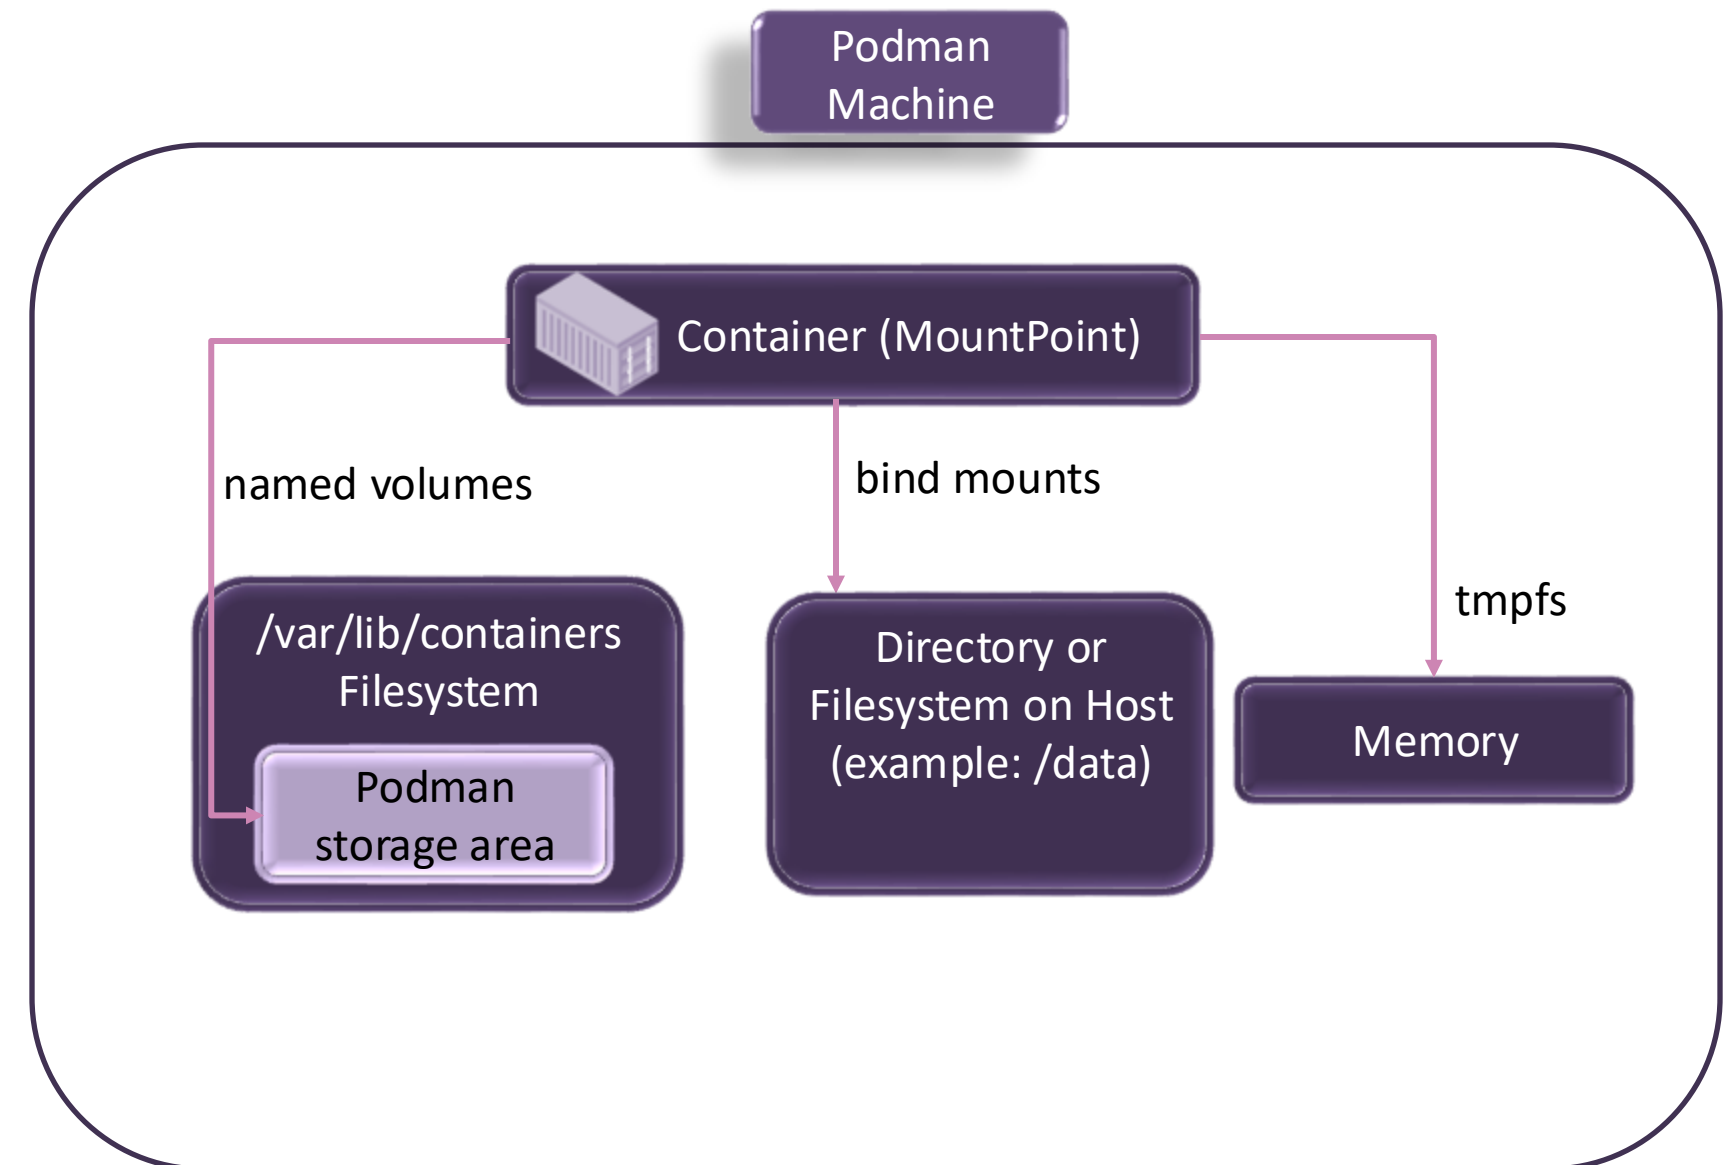 Podman
Machine
Container (MountPoint)
named volumes
bind mounts
tmpfs
/var/lib/containers
Filesystem
Podman
storage area
Directory or
Filesystem on Host
(example: /data)
Memory